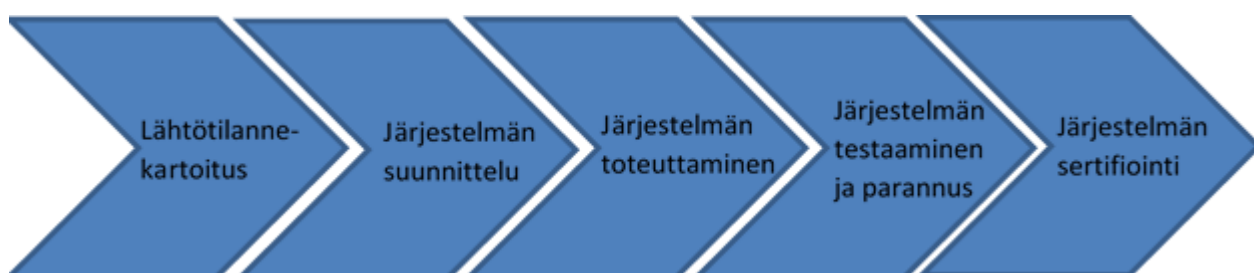 Lähtötilanne-
kartoitus
Järjestelmän
suunnittelu
Järjestelmän
toteuttaminen
Järjestelmän
testaaminen
ja parannus
Järjestelmän
sertifiointi